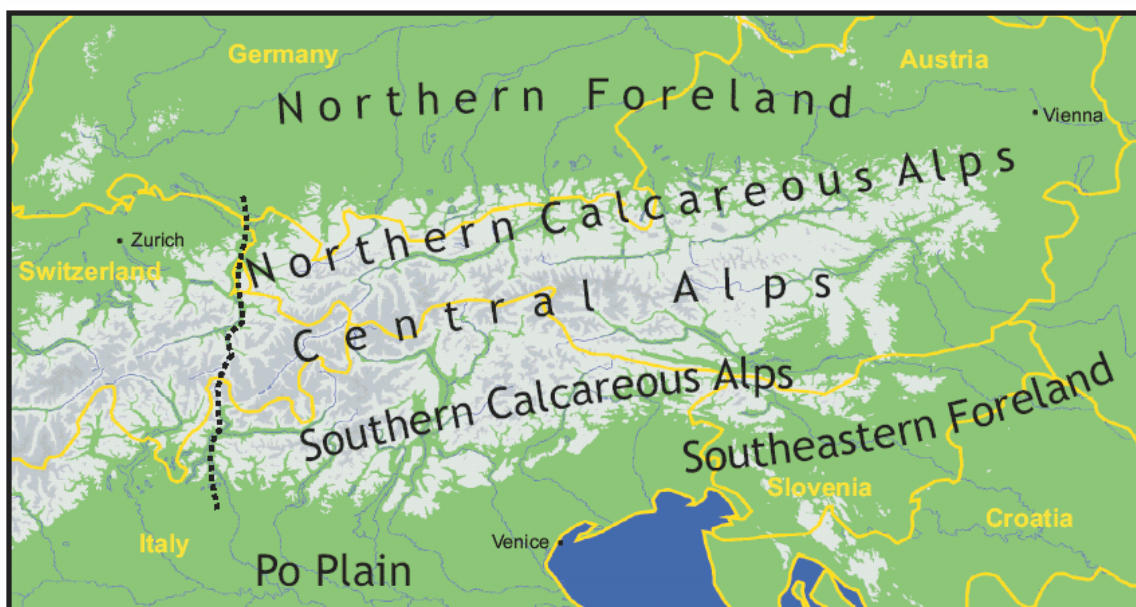 Germany
Austria
Northern Foreland
Vienna
Northern Calcareous Alps
Zurich
Switzerland
Central Alps
Southern Calcareous Alps
Southeastern Foreland
Slovenia
Croatia
Italy
Venice
Po Plain